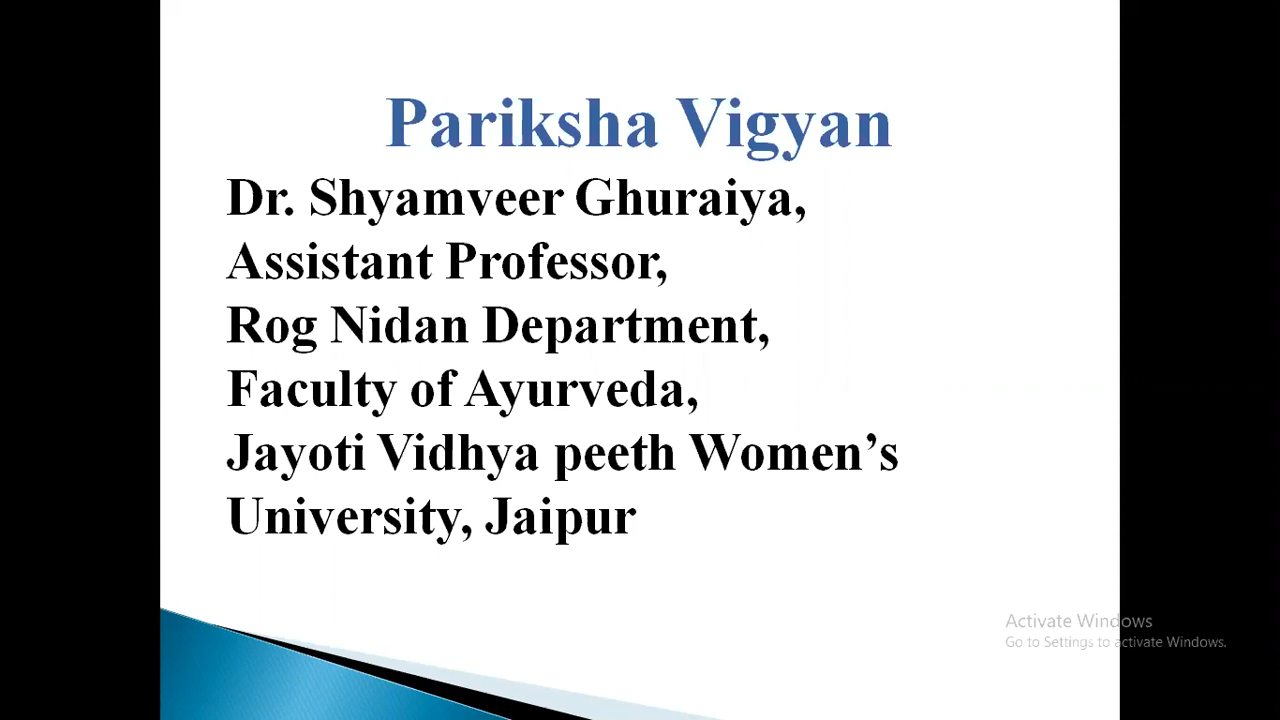 Pariksha Vigyan
Dr. Shyamveer Ghuraiya,
Assistant Professor,
Rog Nidan Department,
Faculty of Ayurveda,
Jayoti Vidhya peeth Women’s
University, Jaipur
Activate Windows
Go to Settings to activate Windows.